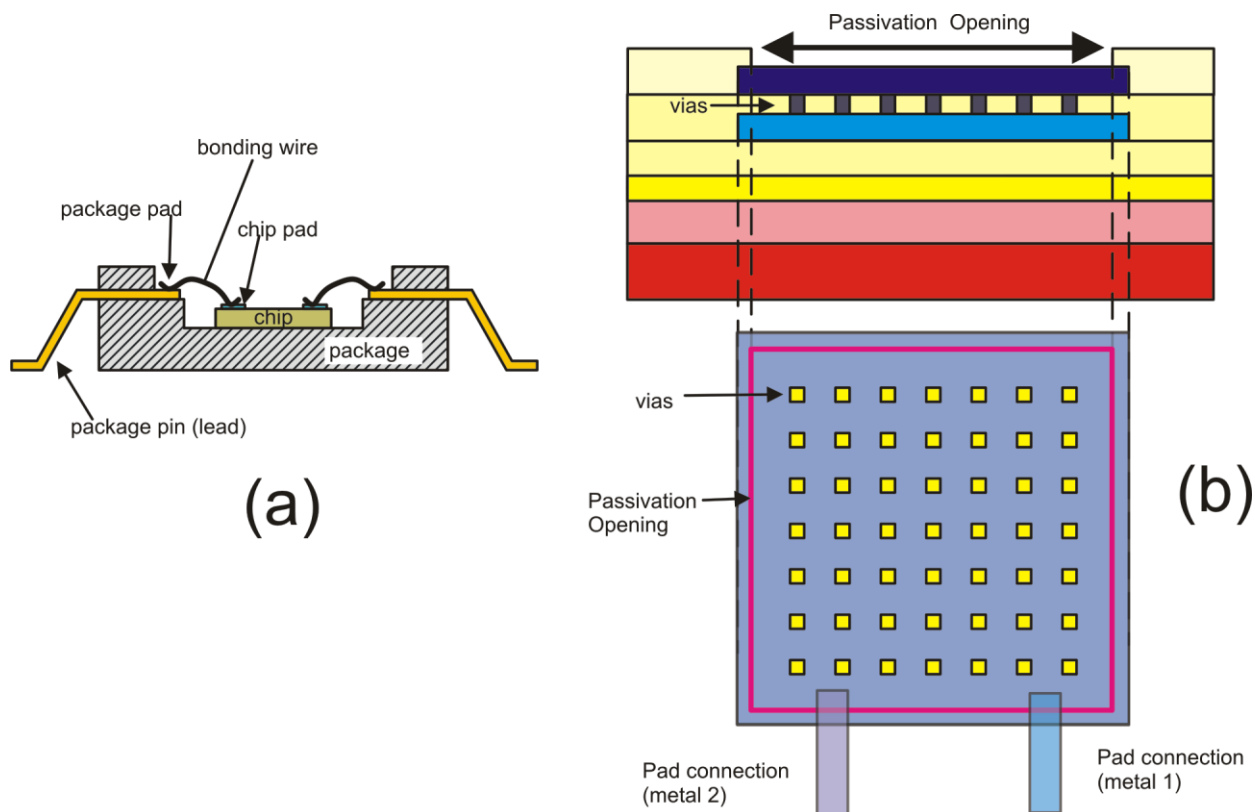 bonding wire
package pad
chip pad
chip
package
package pin (lead)
(a)
Passivation Opening
vias
vias
Passivation
Opening
(b)
Pad connection
(metal 2)
Pad connection
(metal 1)